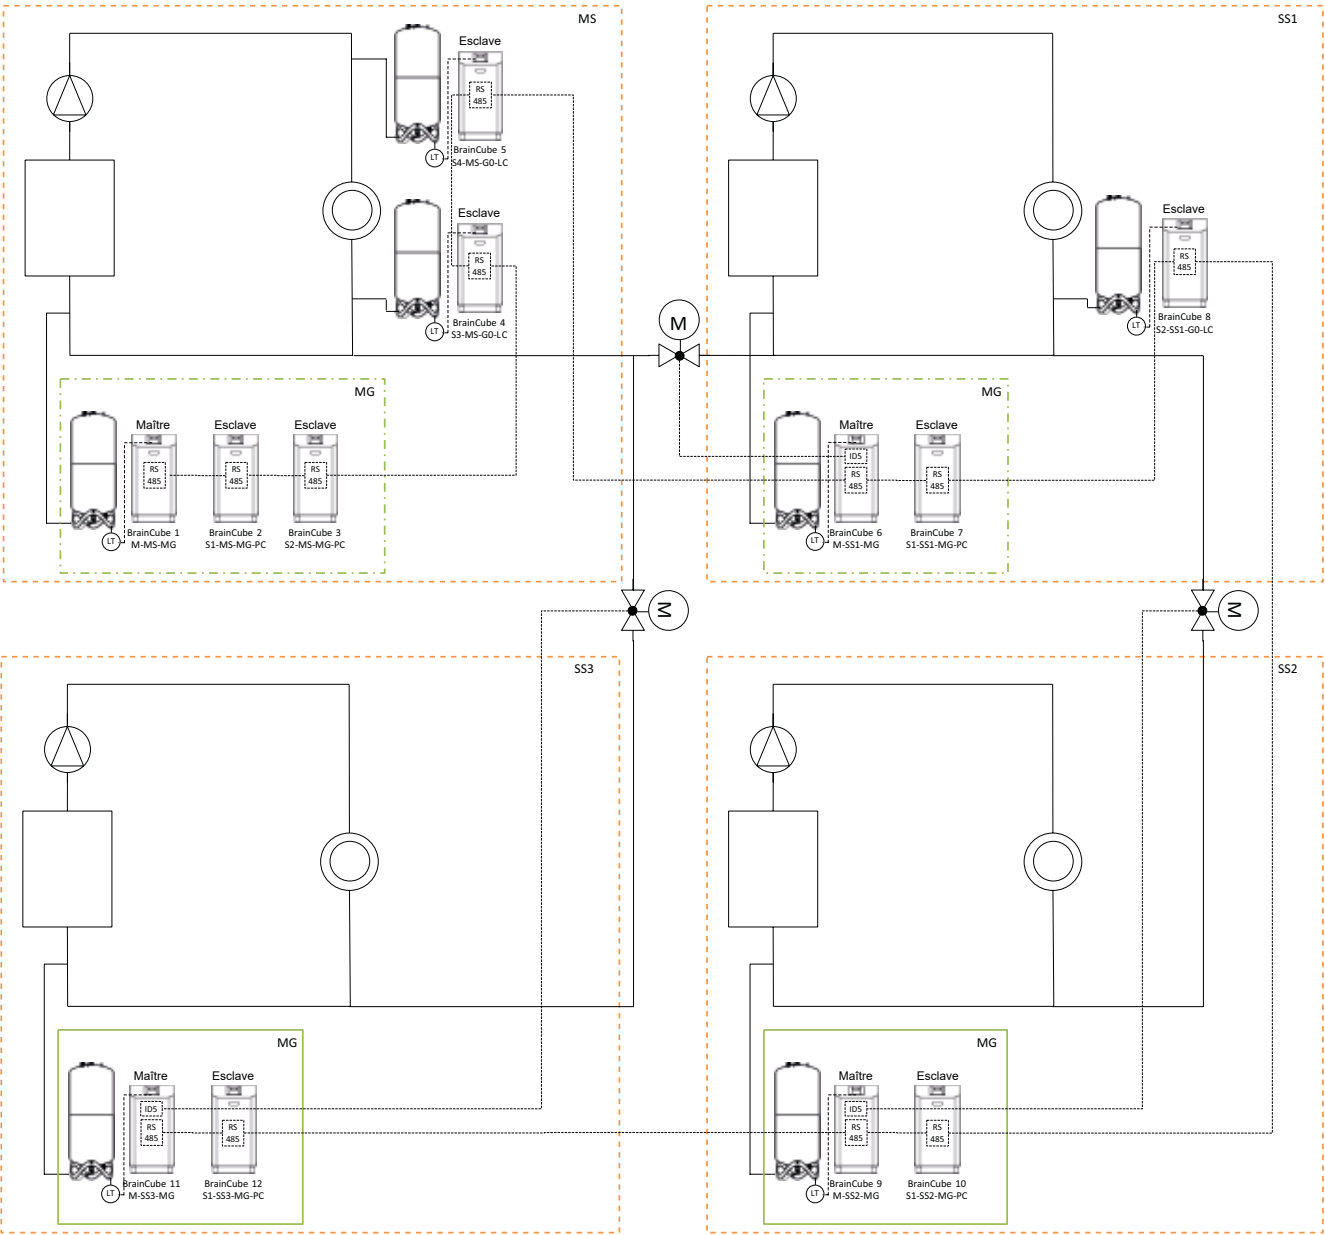 MS
Esclave
RS
485
LT
BrainCube 5
S4-MS-G0-LC
Esclave
RS
485
LT
BrainCube 4
S3-MS-G0-LC
MG
Maître
Esclave
Esclave
RS
485
RS
485
RS
485
LT
BrainCube 1
M-MS-MG
BrainCube 2
S1-MS-MG-PC
BrainCube 3
S2-MS-MG-PC
M
SS1
Esclave
RS
485
LT
BrainCube 8
S2-SS1-G0-LC
MG
Maître
Esclave
ID5
RS
485
RS
485
LT
BrainCube 6
M-SS1-MG
BrainCube 7
S1-SS1-MG-PC
M
M
SS3
MG
Maître
Esclave
ID5
RS
485
RS
485
LT
BrainCube 11
M-SS3-MG
BrainCube 12
S1-SS3-MG-PC
SS2
MG
Maître
Esclave
ID5
RS
485
RS
485
LT
BrainCube 9
M-SS2-MG
BrainCube 10
S1-SS2-MG-PC